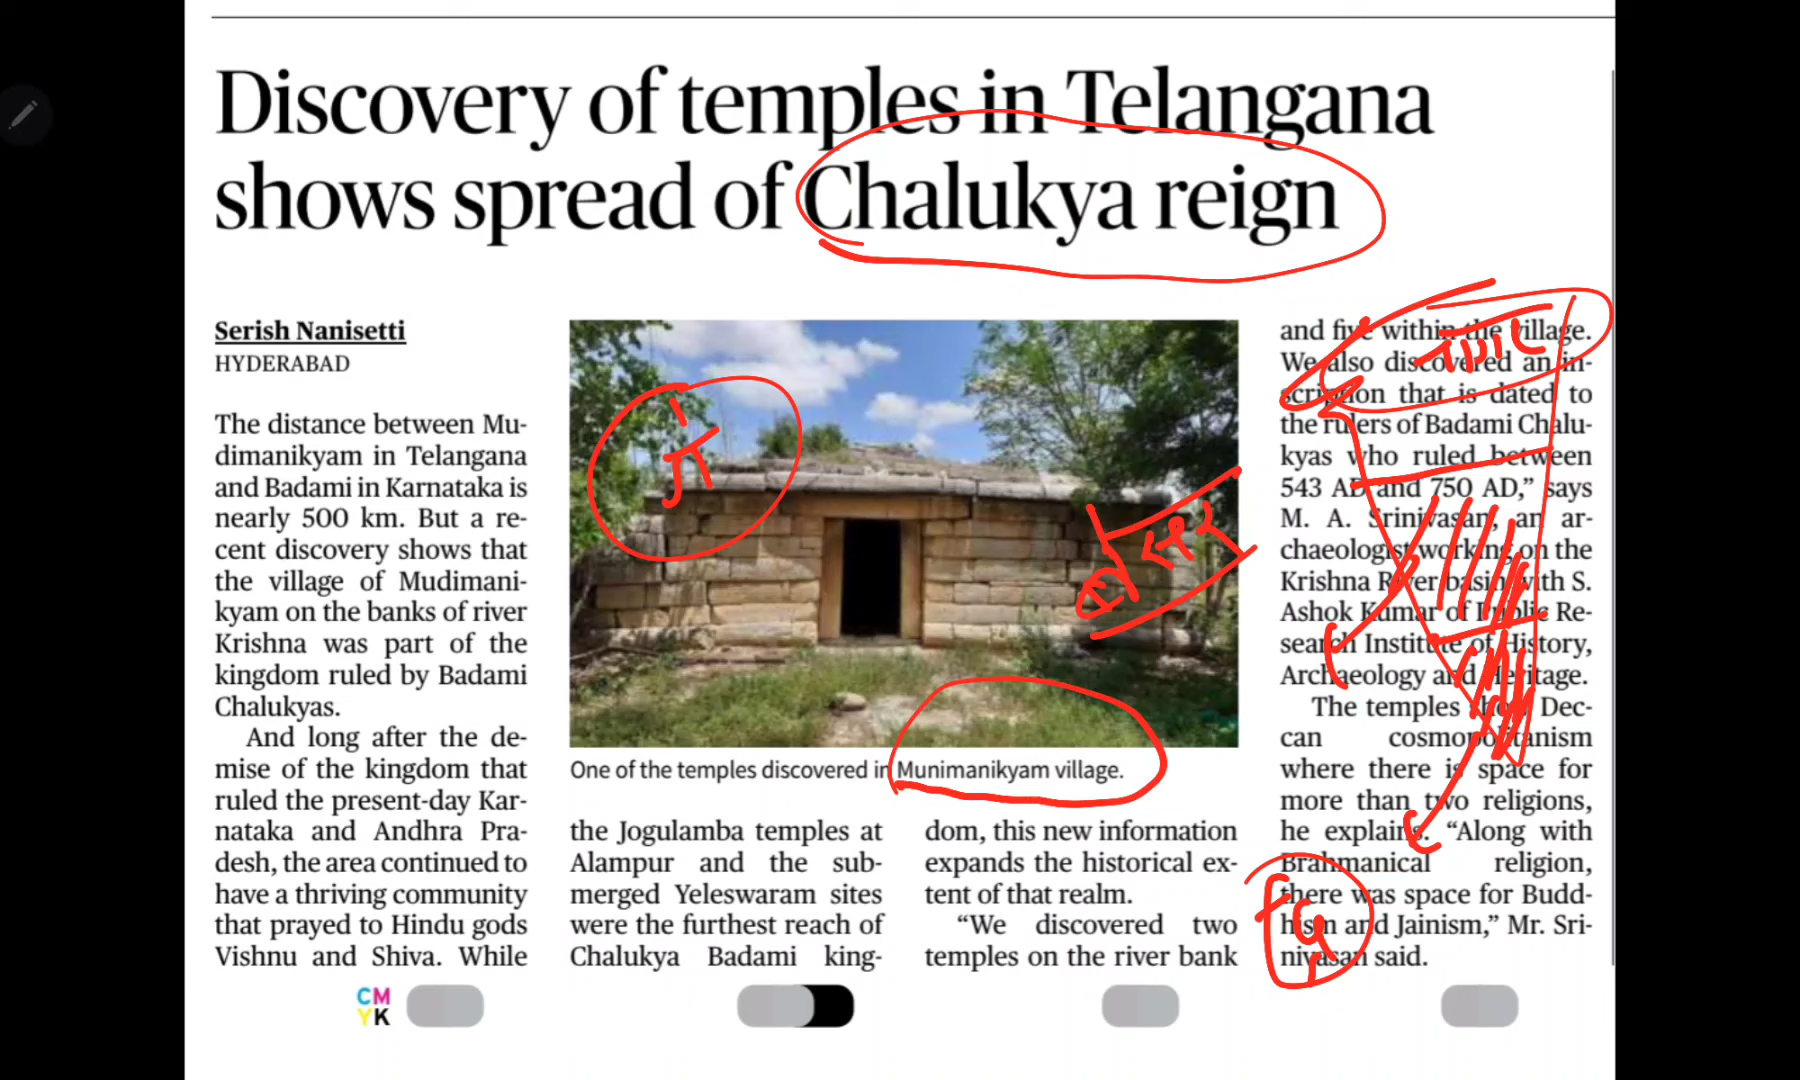 Discovery of temples in Telangana
shows spread of Chalukya reign
Serish Nanisetti
HYDERABAD
The distance between Mu-
dimanikyam in Telangana
and Badami in Karnataka is
nearly 500 km. But a re-
cent discovery shows that
the village of Mudimani-
kyam on the banks of river
Krishna was part of the
kingdom ruled by Badami
Chalukyas.
And long after the de-
mise of the kingdom that
ruled the present-day Kar-
nataka and Andhra Pra-
desh, the area continued to
have a thriving community
that prayed to Hindu gods
Vishnu and Shiva. While
One of the temples discovered in Munimanikyam village.
the Jogulamba temples at
Alampur and the sub-
merged Yeleswaram sites
were the furthest reach of
Chalukya Badami king-
dom, this new information
expands the historical ex-
tent of that realm.
“We discovered two
temples on the river bank
and five within the village.
We also discovered an in-
scription that is dated to
the rulers of Badami Chalu-
kyas who ruled between
543 AD and 750 AD,” says
M. A. Srinivasan, an ar-
chaeologist working on the
Krishna River basin with S.
Ashok Kumar of Public Re-
search Institute of History,
Archaeology and Heritage.
The temples show Dec-
can cosmopolitanism
where there is space for
more than two religions,
he explains. “Along with
Brahmanical religion,
there was space for Budd-
hism and Jainism,” Mr. Sri-
nivasan said.
CM
YK